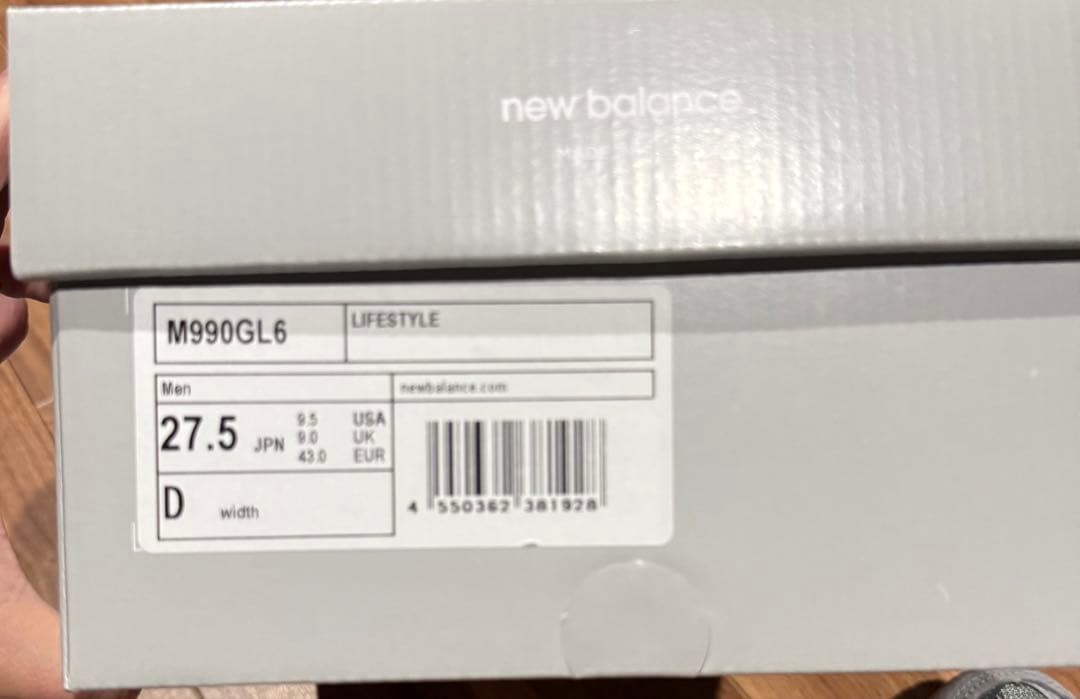 new balance
M990GL6
LIFESTYLE
Men
newbalance.com
27.5 JPN
9.5 USA
9.0 UK
43.0 EUR
D width
4 550362 381928